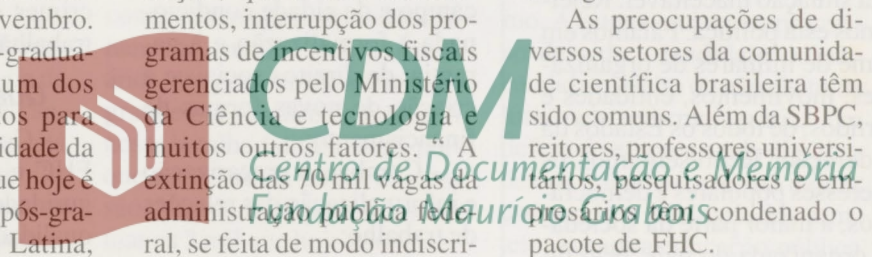 vembro.
-gradua-
um dos
os para
idade da
ue hoje é
pós-gra-
Latina,
mentos, interrupção dos pro-
gramas de incentivos fiscais
gerenciados pelo Ministério
da Ciência e tecnologia e
muitos outros fatores. “ A
extinção das 70 mil vagas da
administração pública fede-
ral, se feita de modo indiscri-
As preocupações de di-
versos setores da comunida-
de científica brasileira têm
sido comuns. Além da SBPC,
reitores, professores universi-
tários, pesquisadores e em-
presários têm condenado o
pacote de FHC.
CDM
Centro de Documentação e Memória
Fundação Maurício Grabois